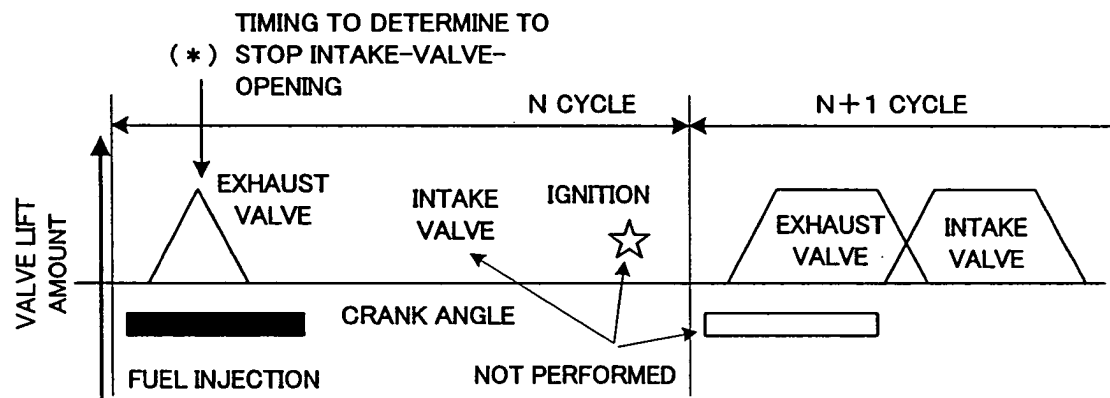 TIMING TO DETERMINE TO
(*) STOP INTAKE-VALVE-
OPENING
N CYCLE
N+1 CYCLE
VALVE LIFT
AMOUNT
EXHAUST
VALVE
INTAKE
VALVE
IGNITION
EXHAUST
VALVE
INTAKE
VALVE
CRANK ANGLE
FUEL INJECTION
NOT PERFORMED